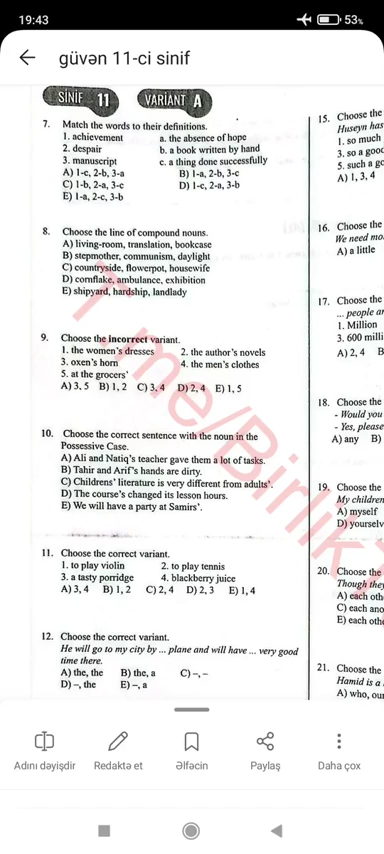 19:43
53%
güvən 11-ci sinif
SİNİF 11 VARİANT A
7. Match the words to their definitions.
1. achievement a. the absence of hope
2. despair b. a book written by hand
3. manuscript c. a thing done successfully
A) 1-c, 2-b, 3-a B) 1-a, 2-b, 3-c
C) 1-b, 2-a, 3-c D) 1-c, 2-a, 3-b
E) 1-a, 2-c, 3-b
8. Choose the line of compound nouns.
A) living-room, translation, bookcase
B) stepmother, communism, daylight
C) countryside, flowerpot, housewife
D) cornflake, ambulance, exhibition
E) shipyard, hardship, landlady
9. Choose the incorrect variant.
1. the women's dresses 2. the author's novels
3. oxen's horn 4. the men's clothes
5. at the grocers'
A) 3, 5 B) 1, 2 C) 3, 4 D) 2, 4 E) 1, 5
10. Choose the correct sentence with the noun in the
Possessive Case.
A) Ali and Natiq's teacher gave them a lot of tasks.
B) Tahir and Arif's hands are dirty.
C) Childrens' literature is very different from adults'.
D) The course's changed its lesson hours.
E) We will have a party at Samirs'.
11. Choose the correct variant.
1. to play violin 2. to play tennis
3. a tasty porridge 4. blackberry juice
A) 3, 4 B) 1, 2 C) 2, 4 D) 2, 3 E) 1, 4
12. Choose the correct variant.
He will go to my city by ... plane and will have ... very good
time there.
A) the, the B) the, a C) –, –
D) –, the E) –, a
15. Choose the
Huseyn has
1. so much
3. so a good
5. such a go
A) 1, 3, 4
16. Choose the
We need mo
A) a little
17. Choose the
... people ar
1. Million
3. 600 milli
A) 2, 4 B
18. Choose the
- Would you
- Yes, please
A) any B)
19. Choose the
My children
A) myself
D) yourselv
20. Choose the
Though they
A) each oth
C) each ano
E) each othe
21. Choose the
Hamid is a
A) who, our
T.me/Birlik
Adını dəyişdir
Redaktə et
Əlfəcin
Paylaş
Daha çox